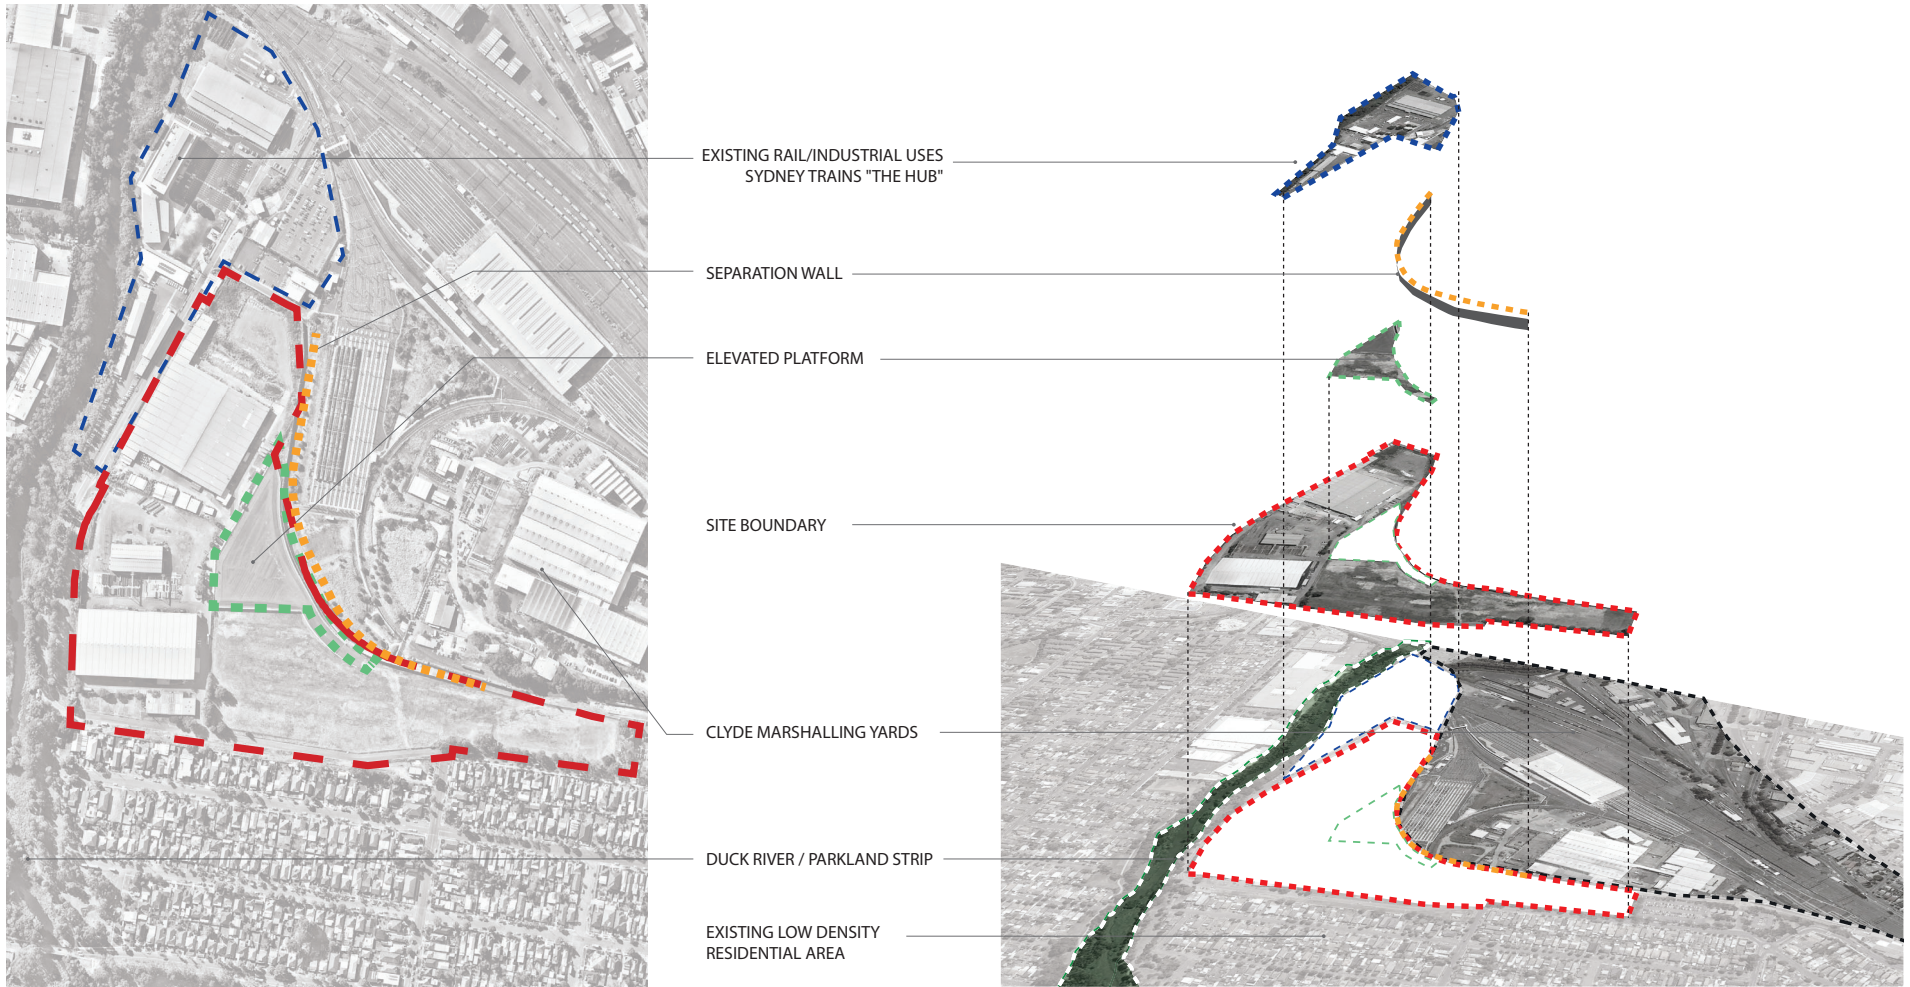 EXISTING RAIL/INDUSTRIAL USES
SYDNEY TRAINS "THE HUB"
SEPARATION WALL
ELEVATED PLATFORM
SITE BOUNDARY
CLYDE MARSHALLING YARDS
DUCK RIVER / PARKLAND STRIP
EXISTING LOW DENSITY
RESIDENTIAL AREA